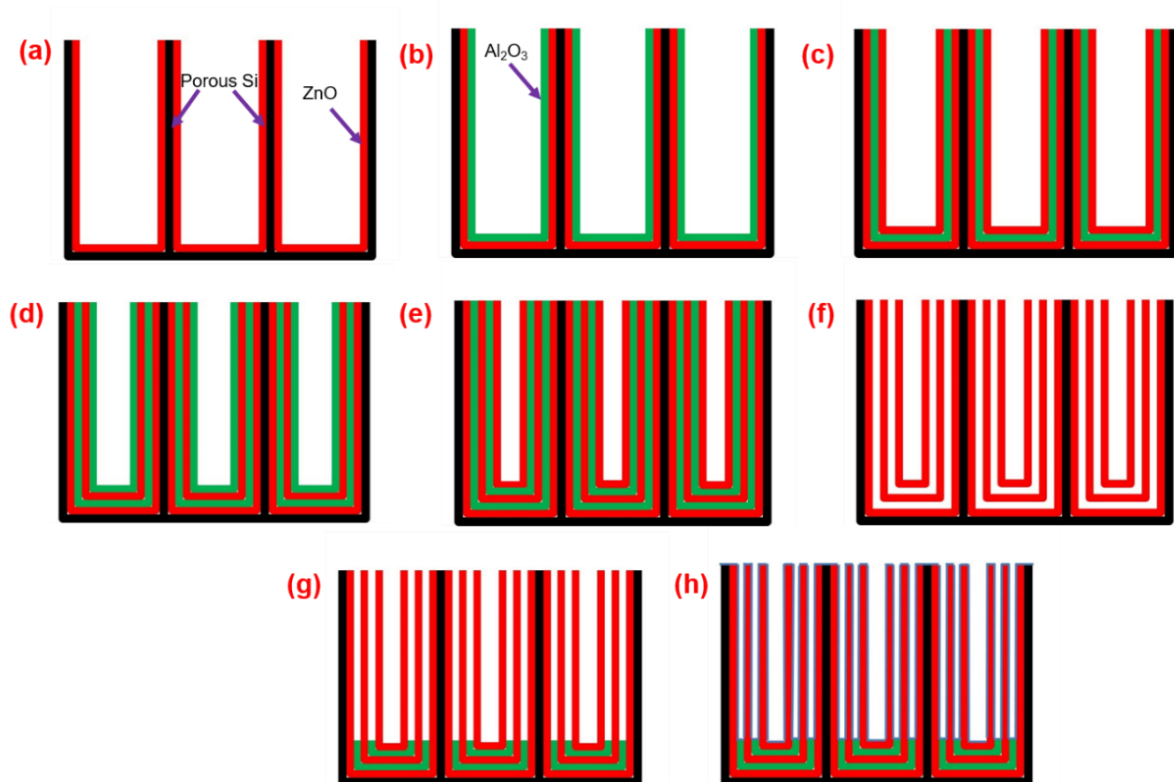 (a)
Porous Si
ZnO
(b)
Al₂O₃
(c)
(d)
(e)
(f)
(g)
(h)